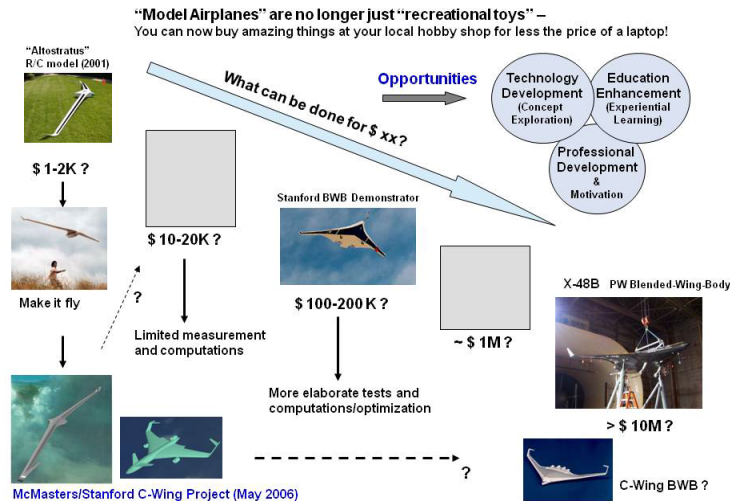 “Model Airplanes” are no longer just “recreational toys” –
You can now buy amazing things at your local hobby shop for less the price of a laptop!
“Altostratus”
R/C model (2001)
What can be done for $ xx?
Opportunities
Technology
Development
(Concept
Exploration)
Education
Enhancement
(Experiential
Learning)
Professional
Development
&
Motivation
$ 1-2K ?
$ 10-20K ?
Stanford BWB Demonstrator
Make it fly
?
Limited measurement
and computations
$ 100-200 K ?
~ $ 1M ?
X-48B PW Blended-Wing-Body
More elaborate tests and
computations/optimization
> $ 10M ?
?
C-Wing BWB ?
McMasters/Stanford C-Wing Project (May 2006)